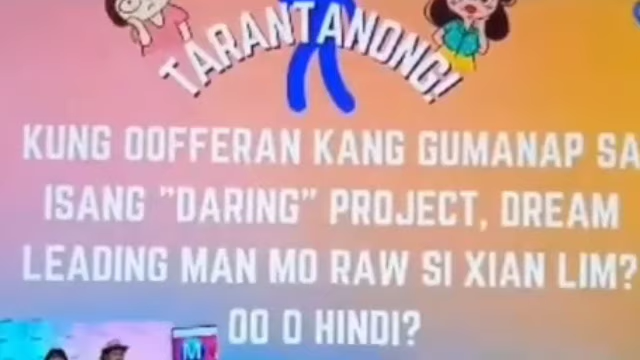 TARANTANONG!
KUNG OOFFERAN KANG GUMANAP SA
ISANG "DARING" PROJECT, DREAM
LEADING MAN MO RAW SI XIAN LIM?
OO O HINDI?
M